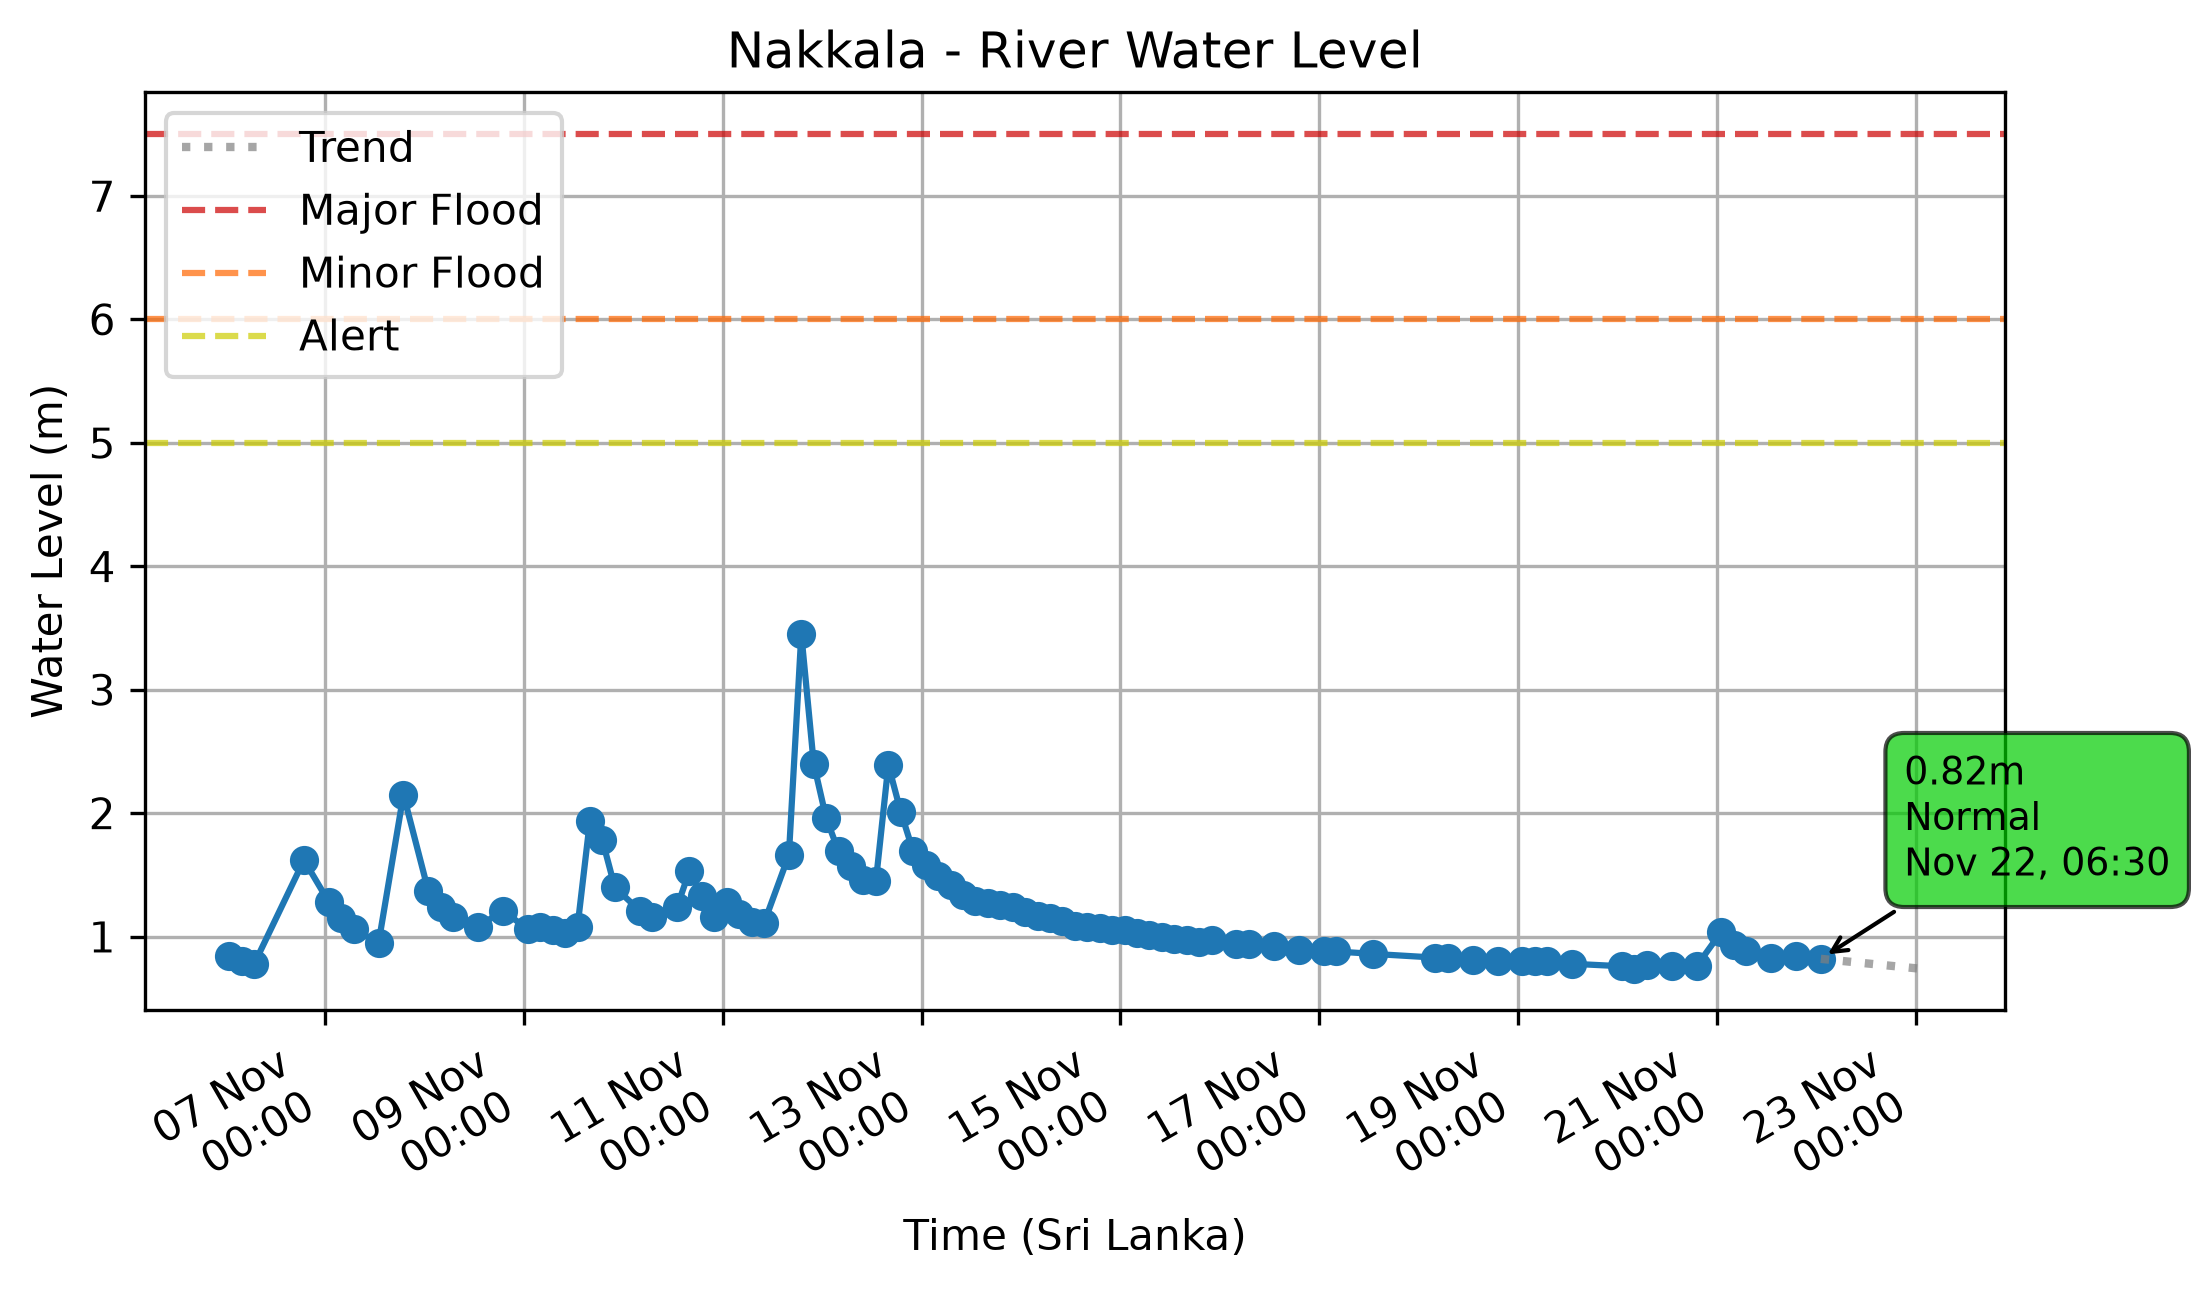 Nakkala - River Water Level
Trend
Major Flood
Minor Flood
Alert
7
6
5
4
3
2
1
Water Level (m)
0.82m
Normal
Nov 22, 06:30
07 Nov
00:00
09 Nov
00:00
11 Nov
00:00
13 Nov
00:00
15 Nov
00:00
17 Nov
00:00
19 Nov
00:00
21 Nov
00:00
23 Nov
00:00
Time (Sri Lanka)